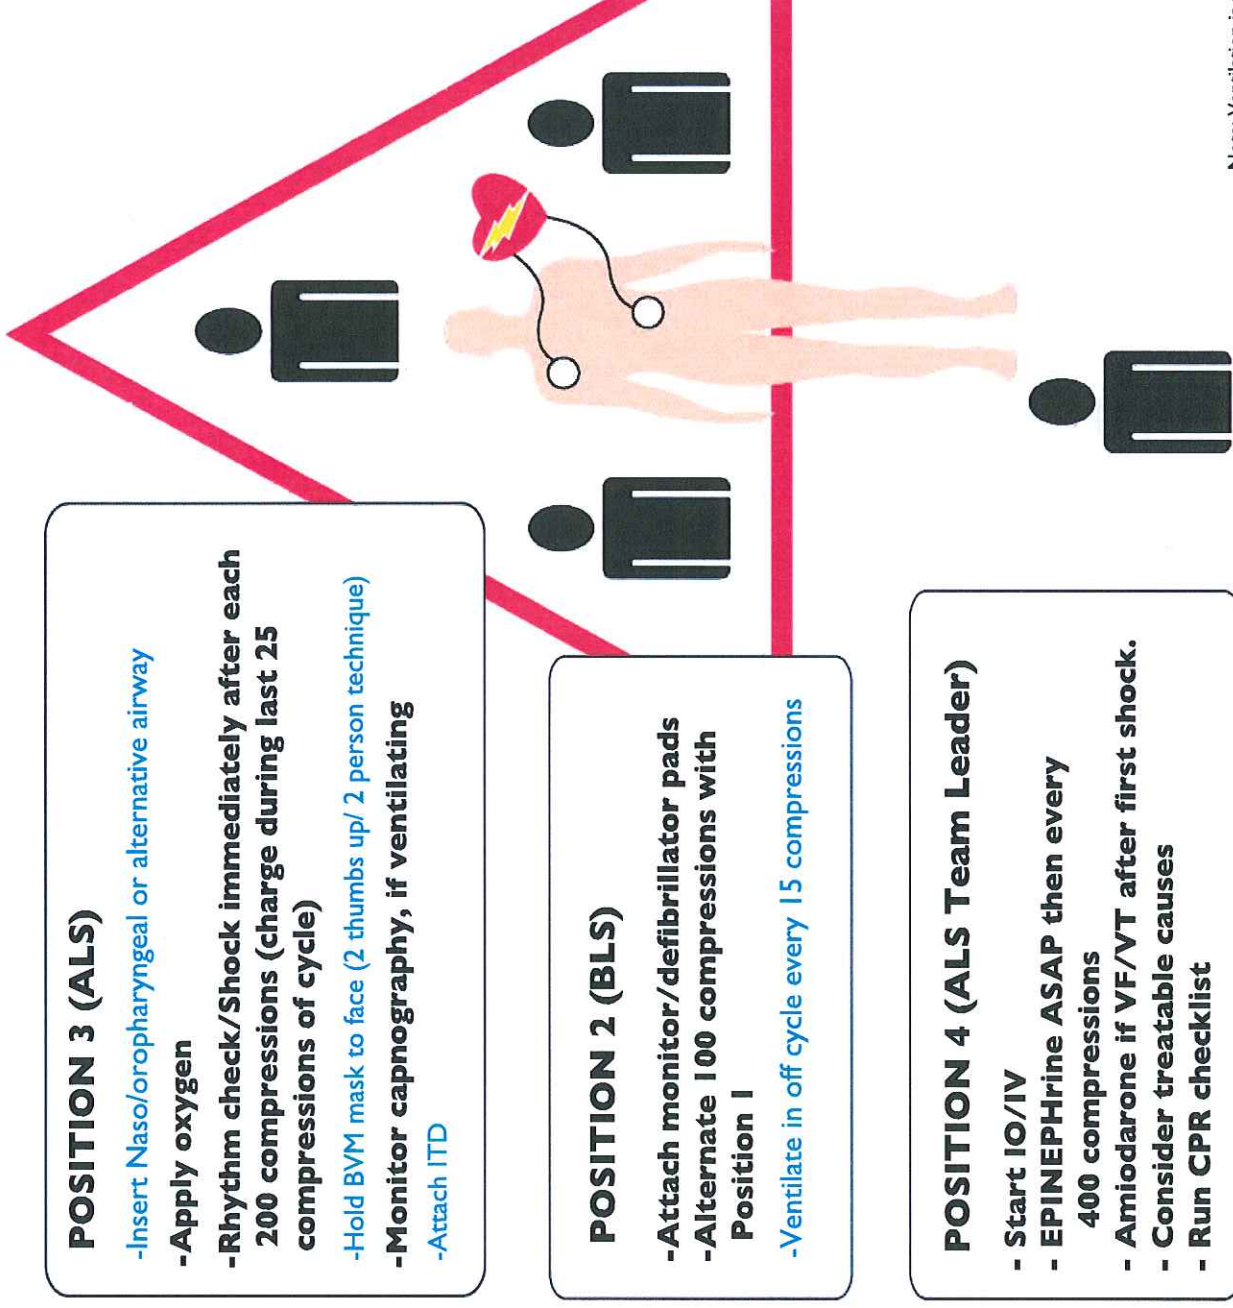 POSITION 3 (ALS)
-Insert Naso/oropharyngeal or alternative airway
-Apply oxygen
-Rhythm check/Shock immediately after each
200 compressions (charge during last 25
compressions of cycle)
-Hold BVM mask to face (2 thumbs up/ 2 person technique)
-Monitor capnography, if ventilating
-Attach ITD
POSITION 2 (BLS)
-Attach monitor/defibrillator pads
-Alternate 100 compressions with
Position 1
-Ventilate in off cycle every 15 compressions
POSITION 4 (ALS Team Leader)
- Start IO/IV
- EPINEPHrine ASAP then every
400 compressions
- Amiodarone if VF/VT after first shock.
- Consider treatable causes
- Run CPR checklist